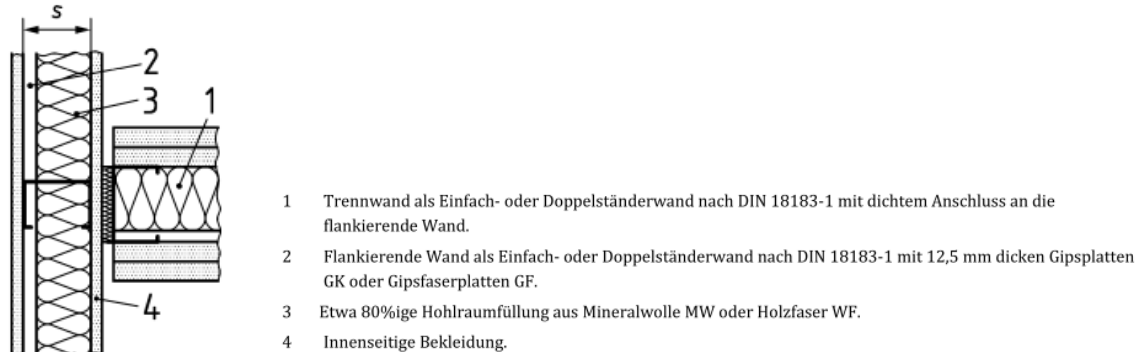 s
2
3
1
4
1 Trennwand als Einfach- oder Doppelständerwand nach DIN 18183-1 mit dichtem Anschluss an die
flankierende Wand.
2 Flankierende Wand als Einfach- oder Doppelständerwand nach DIN 18183-1 mit 12,5 mm dicken Gipsplatten
GK oder Gipsfaserplatten GF.
3 Etwa 80%ige Hohlraumfüllung aus Mineralwolle MW oder Holzfaser WF.
4 Innenseitige Bekleidung.